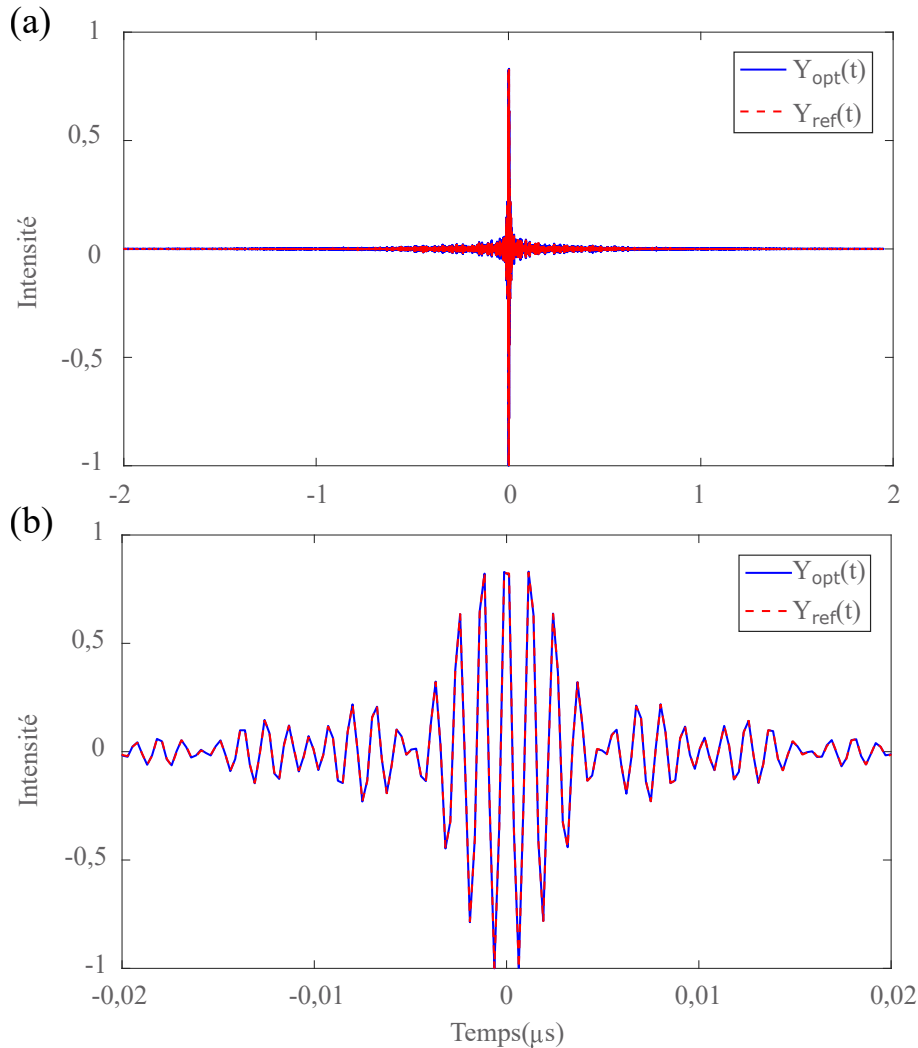 (a)
1
0,5
0
-0,5
-1
Intensité
Y_opt(t)
Y_ref(t)
-2
-1
0
1
2
(b)
1
0,5
0
-0,5
-1
Intensité
Y_opt(t)
Y_ref(t)
-0,02
-0,01
0
0,01
0,02
Temps(µs)